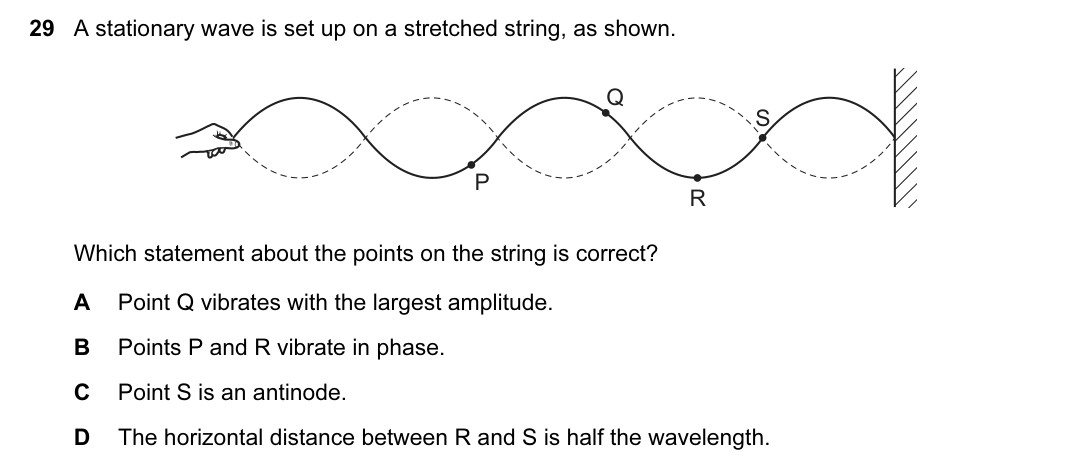 29 A stationary wave is set up on a stretched string, as shown.
Q
S
P
R
Which statement about the points on the string is correct?
A Point Q vibrates with the largest amplitude.
B Points P and R vibrate in phase.
C Point S is an antinode.
D The horizontal distance between R and S is half the wavelength.